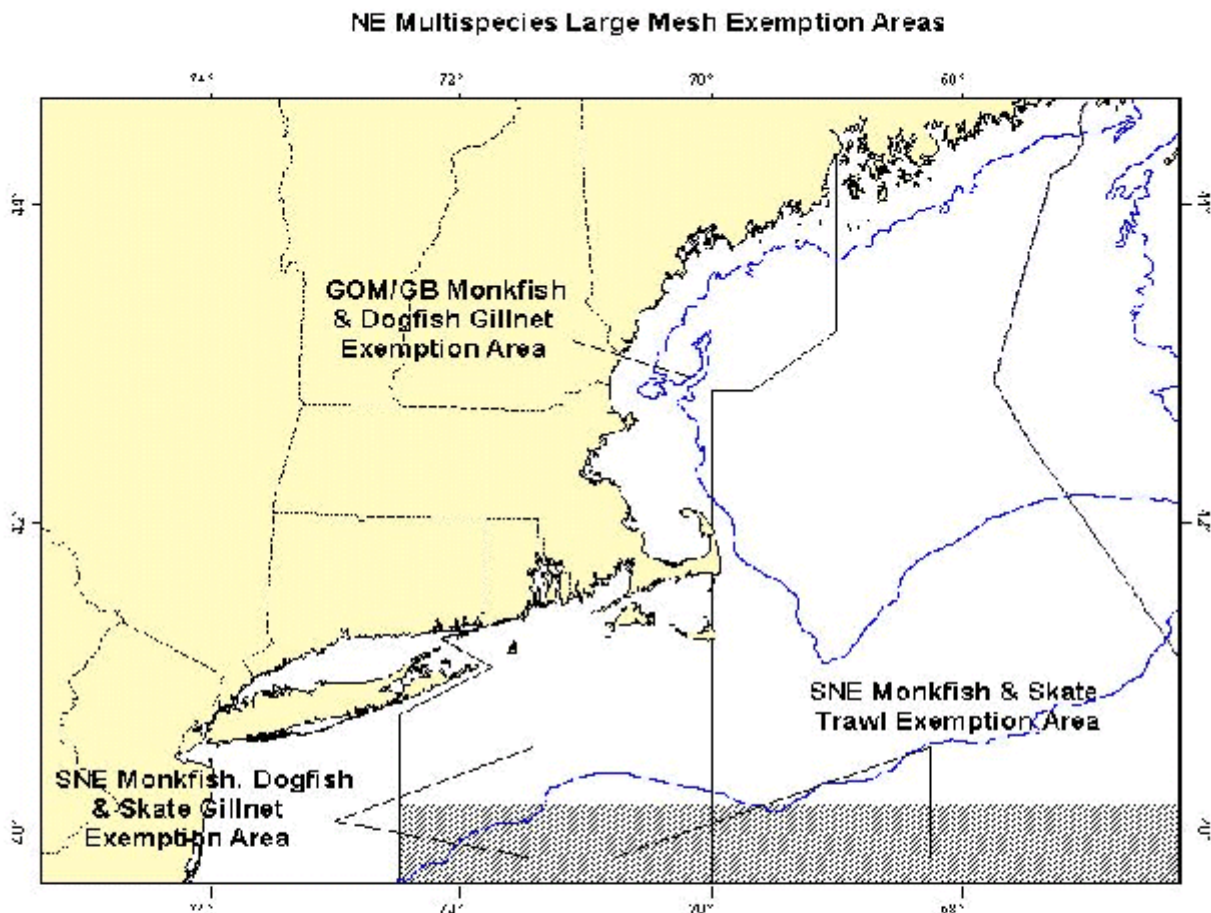 NE Multispecies Large Mesh Exemption Areas
74° 72° 70°
GOM/GB Monkfish
& Dogfish Gillnet
Exemption Area
SNE Monkfish & Skate
Trawl Exemption Area
SNE Monkfish, Dogfish
& Skate Gillnet
Exemption Area